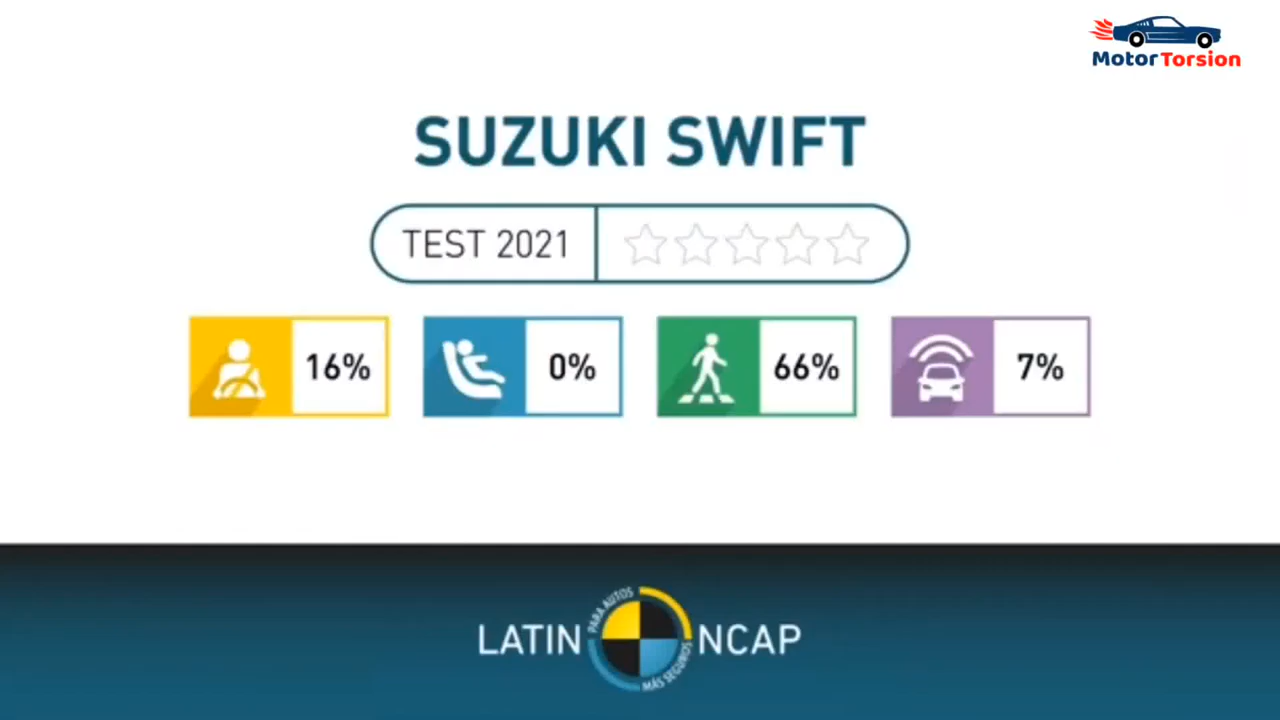 MotorTorsion
SUZUKI SWIFT
TEST 2021
16% 0% 66% 7%
LATIN NCAP
PARA AUTOS
MÁS SEGUROS